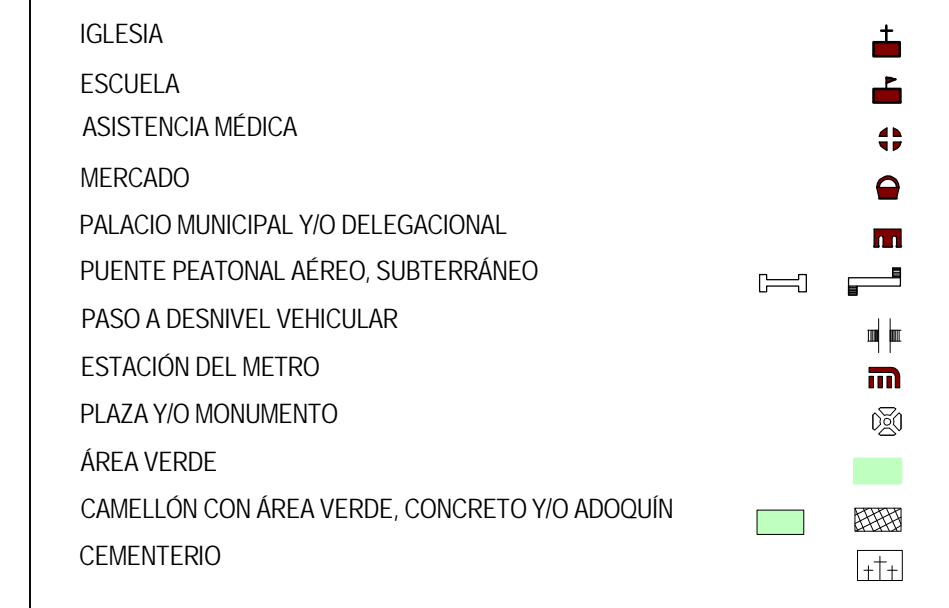 IGLESIA
ESCUELA
ASISTENCIA MÉDICA
MERCADO
PALACIO MUNICIPAL Y/O DELEGACIONAL
PUENTE PEATONAL AÉREO, SUBTERRÁNEO
PASO A DESNIVEL VEHICULAR
ESTACIÓN DEL METRO
PLAZA Y/O MONUMENTO
ÁREA VERDE
CAMELLÓN CON ÁREA VERDE, CONCRETO Y/O ADOQUÍN
CEMENTERIO